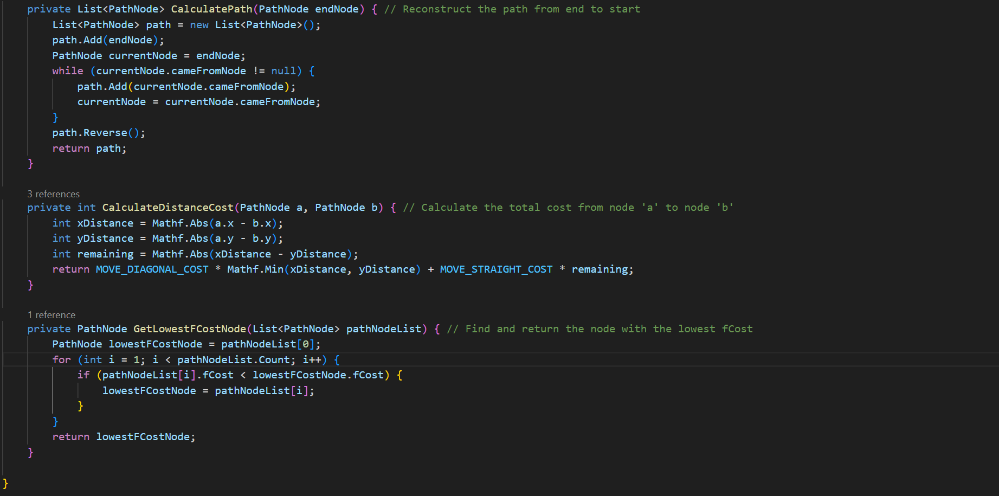 private List<PathNode> CalculatePath(PathNode endNode) { // Reconstruct the path from end to start
List<PathNode> path = new List<PathNode>();
path.Add(endNode);
PathNode currentNode = endNode;
while (currentNode.cameFromNode != null) {
path.Add(currentNode.cameFromNode);
currentNode = currentNode.cameFromNode;
}
path.Reverse();
return path;
}
3 references
private int CalculateDistanceCost(PathNode a, PathNode b) { // Calculate the total cost from node 'a' to node 'b'
int xDistance = Mathf.Abs(a.x - b.x);
int yDistance = Mathf.Abs(a.y - b.y);
int remaining = Mathf.Abs(xDistance - yDistance);
return MOVE_DIAGONAL_COST * Mathf.Min(xDistance, yDistance) + MOVE_STRAIGHT_COST * remaining;
}
1 reference
private PathNode GetLowestFCostNode(List<PathNode> pathNodeList) { // Find and return the node with the lowest fCost
PathNode lowestFCostNode = pathNodeList[0];
for (int i = 1; i < pathNodeList.Count; i++) {
if (pathNodeList[i].fCost < lowestFCostNode.fCost) {
lowestFCostNode = pathNodeList[i];
}
}
return lowestFCostNode;
}
}